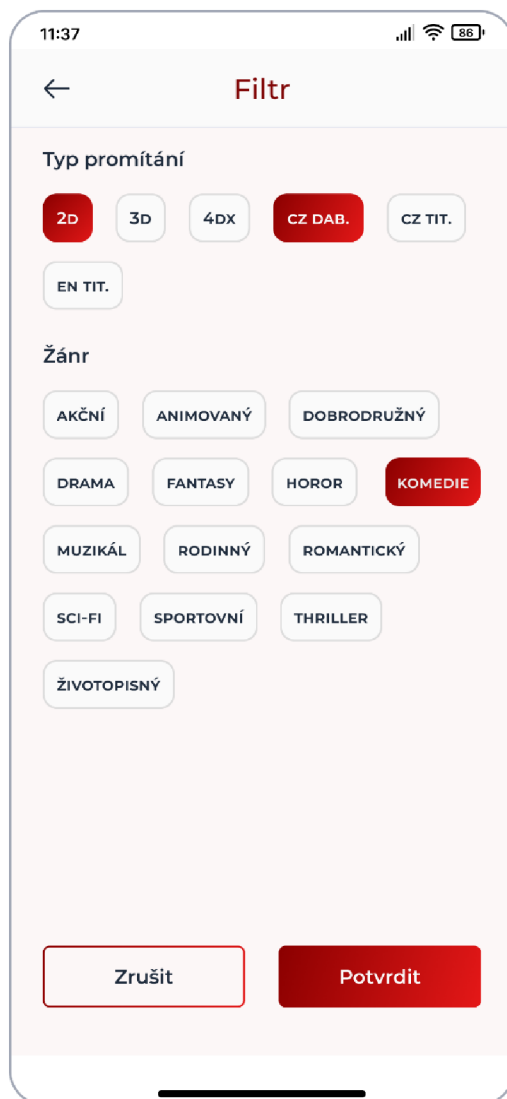 11:37 86
Filtr
Typ promítání
2D 3D 4DX CZ DAB. CZ TIT.
EN TIT.
Žánr
AKČNÍ ANIMOVANÝ DOBRODRUŽNÝ
DRAMA FANTASY HOROR KOMEDIE
MUZIKÁL RODINNÝ ROMANTICKÝ
SCI-FI SPORTOVNÍ THRILLER
ŽIVOTOPISNÝ
Zrušit Potvrdit